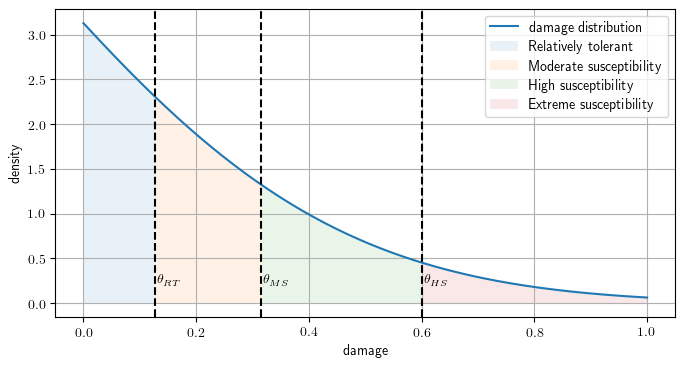 damage distribution
Relatively tolerant
Moderate susceptibility
High susceptibility
Extreme susceptibility
3.0
2.5
2.0
1.5
1.0
0.5
0.0
density
θ_RT
θ_MS
θ_HS
0.0 0.2 0.4 0.6 0.8 1.0
damage